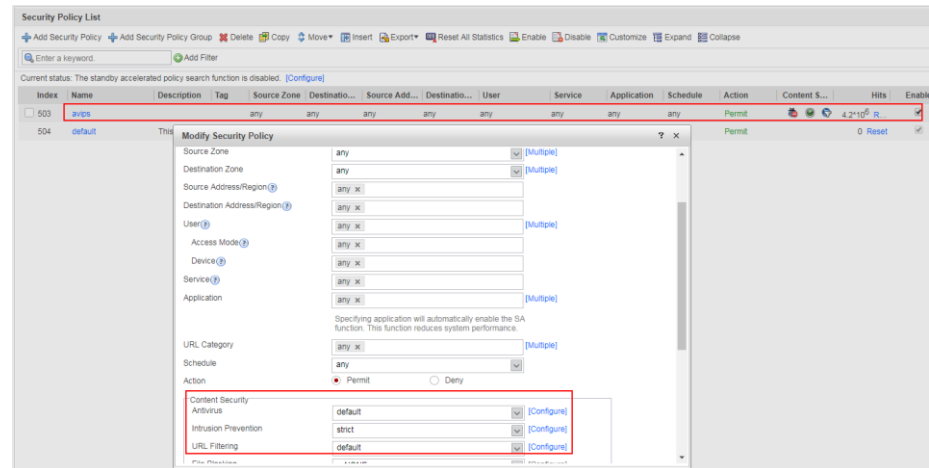 Security Policy List
Add Security Policy Add Security Policy Group Delete Copy Move Insert Export Reset All Statistics Enable Disable Customize Expand Collapse
Enter a keyword. Add Filter
Current status: The standby accelerated policy search function is disabled. [Configure]
Index Name Description Tag Source Zone Destinatio... Source Add... Destinatio... User Service Application Schedule Action Content S... Hits Enable
503 avips any any any any any any any any Permit 4.2*10⁵ R...
504 default This Permit 0 Reset
Modify Security Policy ? ×
Source Zone any [Multiple]
Destination Zone any [Multiple]
Source Address/Region ? any ×
Destination Address/Region ? any ×
User ? any × [Multiple]
Access Mode ? any ×
Device ? any ×
Service ? any ×
Application any × [Multiple]
Specifying application will automatically enable the SA
function. This function reduces system performance.
URL Category any × [Multiple]
Schedule any
Action Permit Deny
Content Security
Antivirus default [Configure]
Intrusion Prevention strict [Configure]
URL Filtering default [Configure]